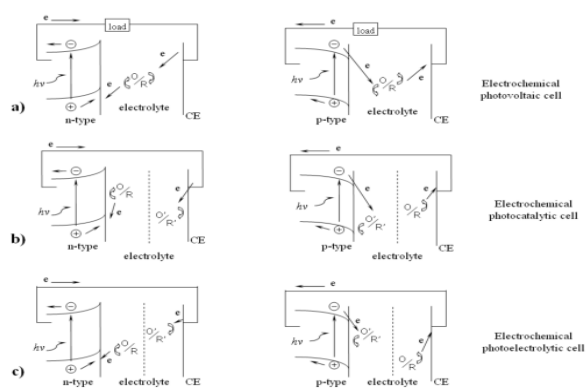 e load e load
− e − e
hν O/R hν O/R
e e
+ electrolyte + electrolyte
a) n-type CE p-type CE
Electrochemical
photovoltaic cell
e e
− e − e
hν O/R O'/R' hν O'/R' O/R
e e
+ +
b) n-type electrolyte CE p-type electrolyte CE
Electrochemical
photocatalytic cell
e e
− e − e
hν O/R O'/R' hν O'/R' O/R
e e
+ +
c) n-type electrolyte CE p-type electrolyte CE
Electrochemical
photoelectrolytic cell